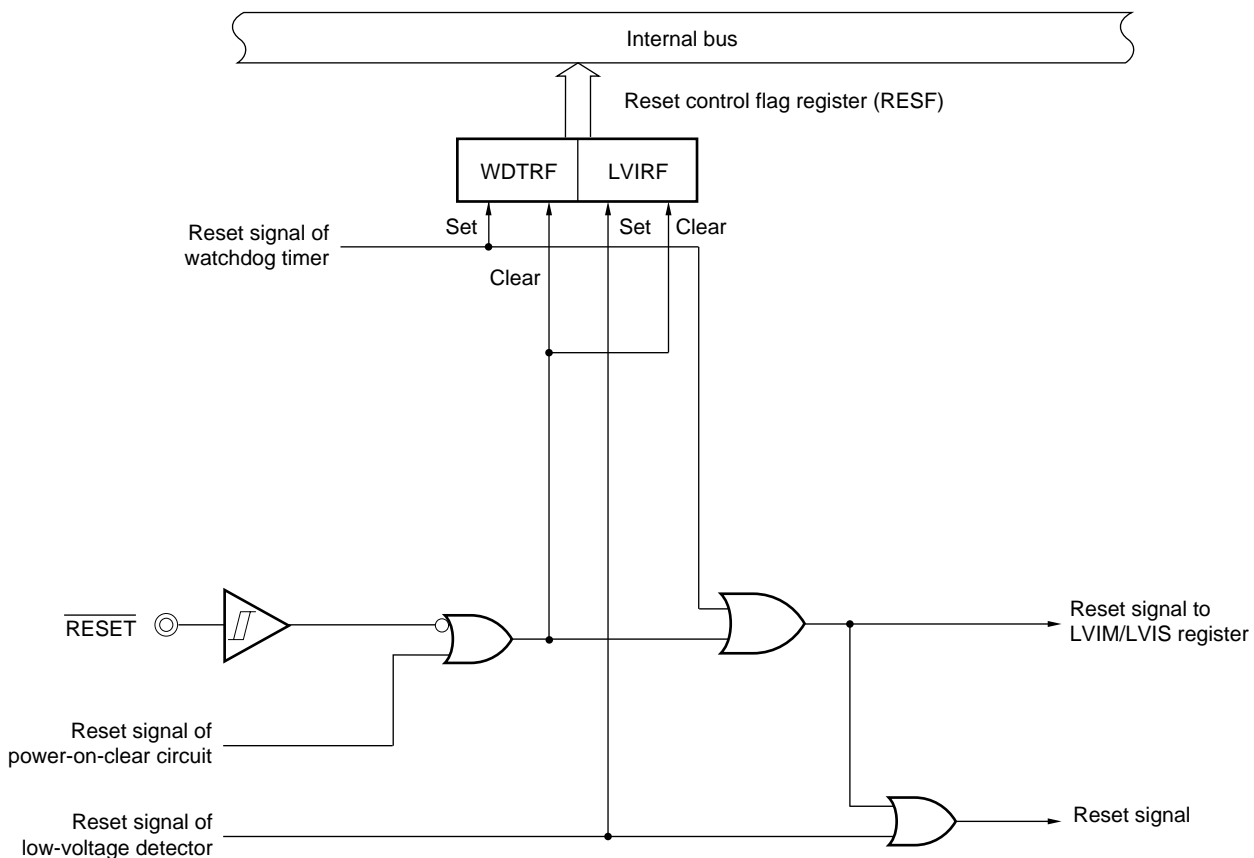 Internal bus
Reset control flag register (RESF)
WDTRF
LVIRF
Set
Set
Clear
Reset signal of
watchdog timer
Clear
RESET
Reset signal to
LVIM/LVIS register
Reset signal of
power-on-clear circuit
Reset signal of
low-voltage detector
Reset signal